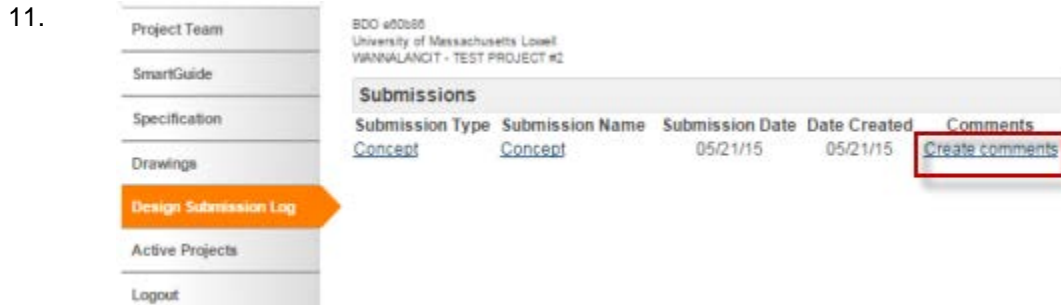 11.
Project Team
SmartGuide
Specification
Drawings
Design Submission Log
Active Projects
Logout
University of Massachusetts Lowell
WANNALANCIT - TEST PROJECT #2
Submissions
Submission Type Submission Name Submission Date Date Created Comments
Concept Concept 05/21/15 05/21/15 Create comments